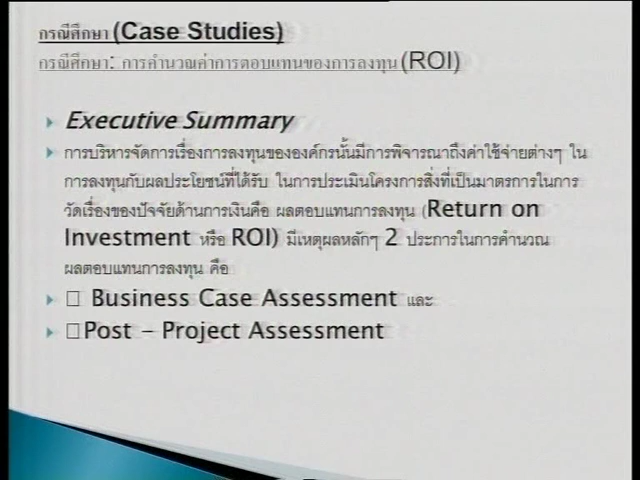 กรณีศึกษา (Case Studies)
กรณีศึกษา: การคำนวณค่าการตอบแทนของการลงทุน (ROI)
Executive Summary
การบริหารจัดการเรื่องการลงทุนขององค์กรนั้นมีการพิจารณาถึงค่าใช้จ่ายต่างๆ ใน
การลงทุนกับผลประโยชน์ที่ได้รับ ในการประเมินโครงการสิ่งที่เป็นมาตรการในการ
วัดเรื่องของปัจจัยด้านการเงินคือ ผลตอบแทนการลงทุน (Return on
Investment หรือ ROI) มีเหตุผลหลักๆ 2 ประการในการคำนวณ
ผลตอบแทนการลงทุน คือ
Business Case Assessment และ
Post – Project Assessment